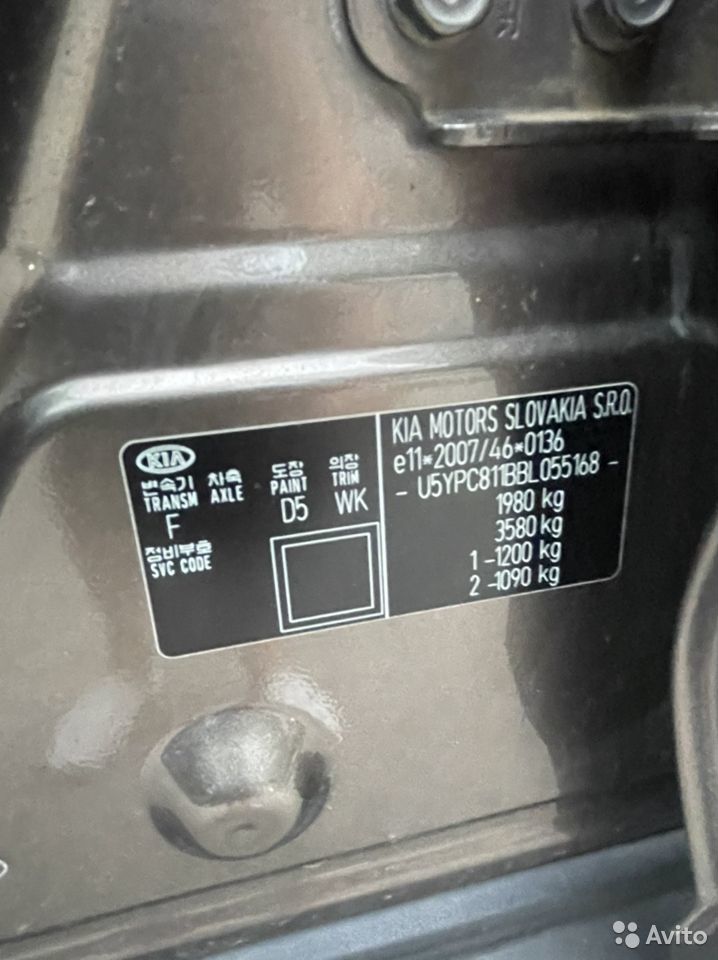 KIA
변속기 차축 도장 의장
TRANSM AXLE PAINT TRIM
F D5 WK
정비부호
SVC CODE
KIA MOTORS SLOVAKIA S.R.O.
e11*2007/46*0136
- U5YPC811BBL055168 -
1980 kg
3580 kg
1 -1200 kg
2 -1090 kg
Avito